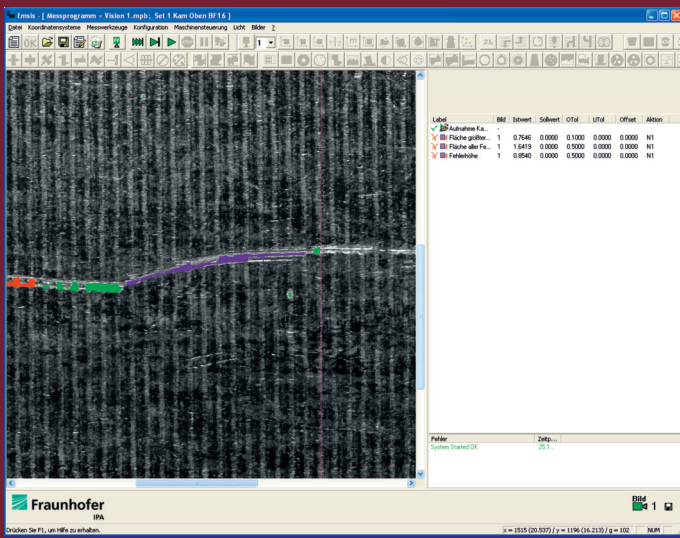 Emsis - [ Messprogramm - Vision 1.mpb; Set 1 Kam Oben BF16 ]
Datei Koordinatensysteme Messwerkzeuge Konfiguration Maschinensteuerung Licht Bilder ?
OK 1 2L
Label Bild Istwert Sollwert OTol UTol Offset Aktion
Aufnahme Ka... -
Fläche größter... 1 0.7646 0.0000 0.1000 0.0000 0.0000 N1
Fläche aller Fe... 1 1.6419 0.0000 0.5000 0.0000 0.0000 N1
Fehlerhöhe 1 0.8540 0.0000 0.5000 0.0000 0.0000 N1
Fehler Zeitp...
System Started OK 25.1...
Fraunhofer
IPA
Bild
1
Drücken Sie F1, um Hilfe zu erhalten.
x = 1515 (20.537) / y = 1196 (16.213) / g = 102 NUM